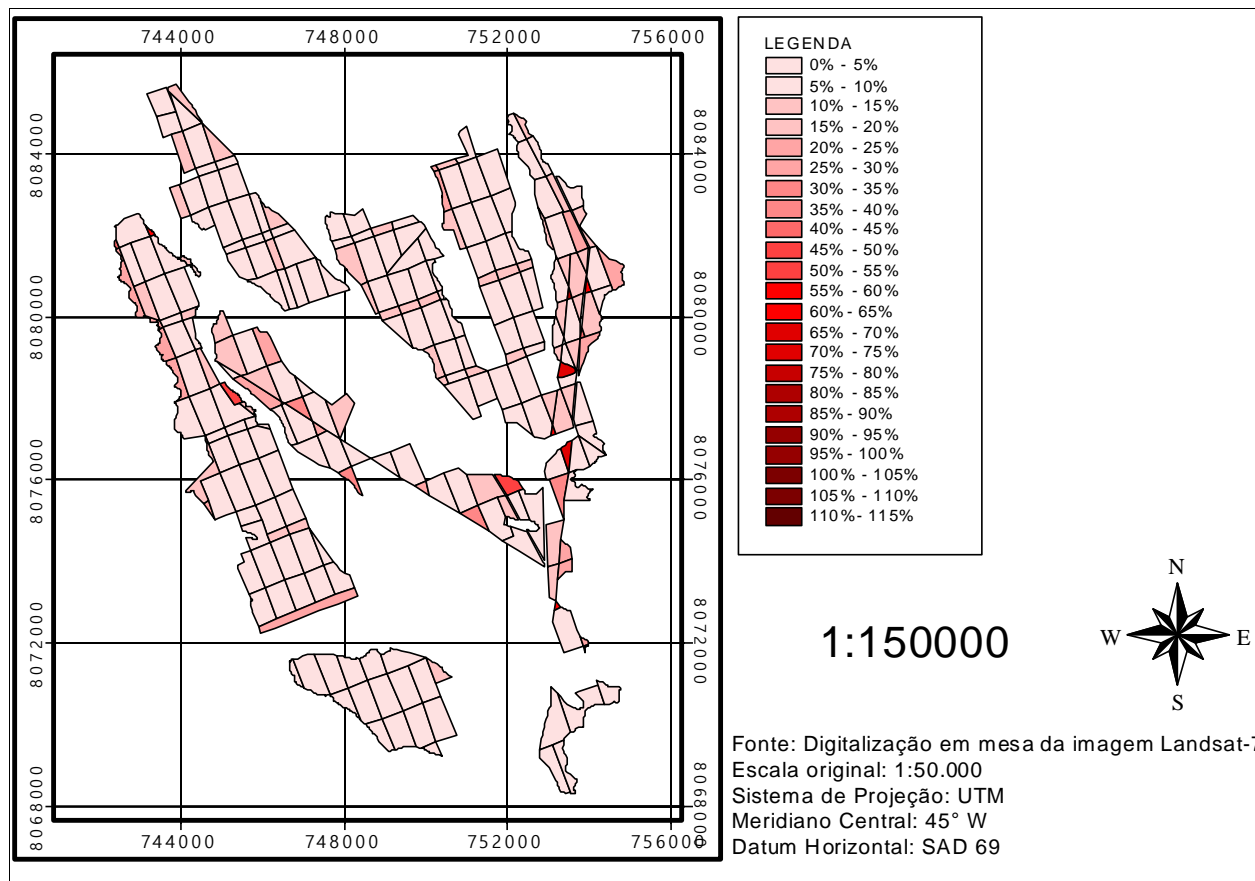 744000 748000 752000 756000
8084000
8080000
8076000
8072000
8068000
8084000
8080000
8076000
8072000
8068000
744000 748000 752000 756000
LEGENDA
0% - 5%
5% - 10%
10% - 15%
15% - 20%
20% - 25%
25% - 30%
30% - 35%
35% - 40%
40% - 45%
45% - 50%
50% - 55%
55% - 60%
60% - 65%
65% - 70%
70% - 75%
75% - 80%
80% - 85%
85% - 90%
90% - 95%
95% - 100%
100% - 105%
105% - 110%
110% - 115%
1:150000
N
W E
S
Fonte: Digitalização em mesa da imagem Landsat-7
Escala original: 1:50.000
Sistema de Projeção: UTM
Meridiano Central: 45° W
Datum Horizontal: SAD 69